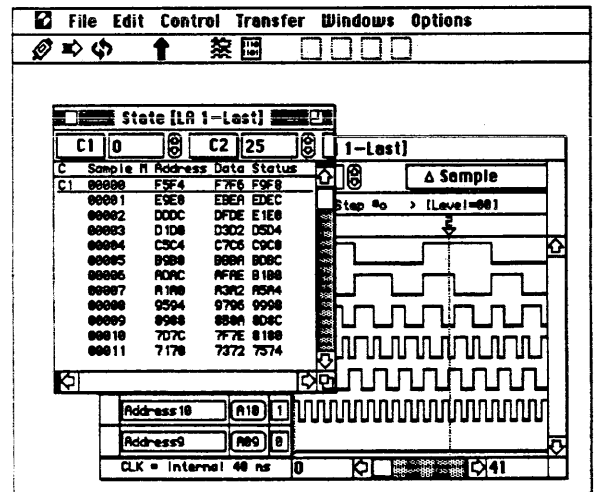 File Edit Control Transfer Windows Options
State [LA 1-Last]
C1 0 C2 25
C Sample M Address Data Status
C1 00000 F5F4 F7F6 F9F8
00001 E9E8 EBEA EDEC
00002 DDDC DFDE E1E0
00003 D1D0 D3D2 D5D4
00004 C5C4 C7C6 C9C8
00005 B9B8 BBBA BDBC
00006 ADAC AFAE B1B0
00007 A1A0 A3A2 A5A4
00008 9594 9796 9998
00009 8988 8B8A 8D8C
00010 7D7C 7F7E 8180
00011 7170 7372 7574
1-Last]
Δ Sample
Step > [Level=001]
Address10 A10 1
Address9 A09 0
CLK = Internal 40 ns 0 41